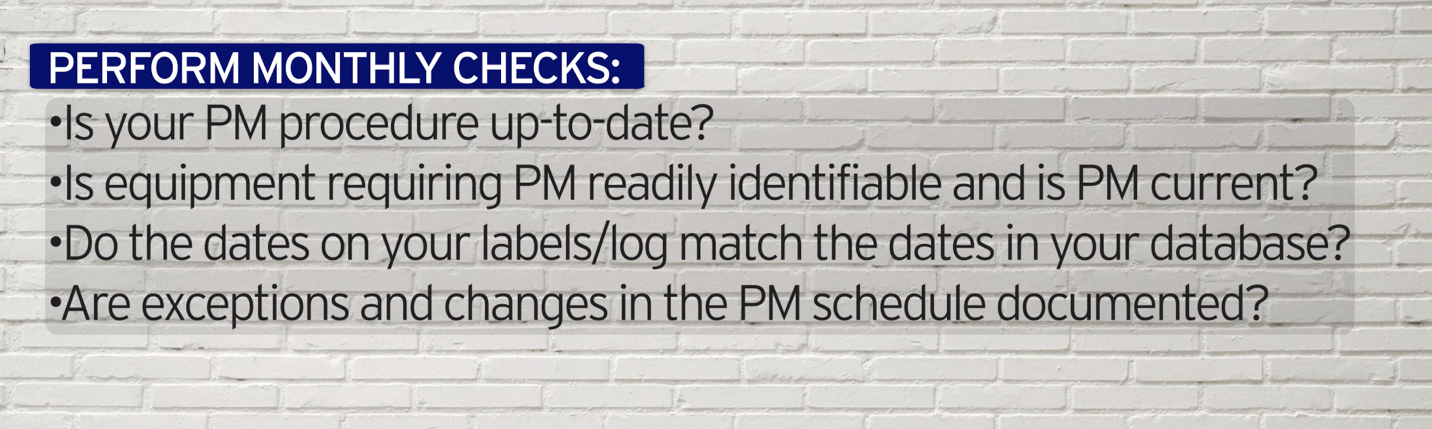 PERFORM MONTHLY CHECKS:
•Is your PM procedure up-to-date?
•Is equipment requiring PM readily identifiable and is PM current?
•Do the dates on your labels/log match the dates in your database?
•Are exceptions and changes in the PM schedule documented?